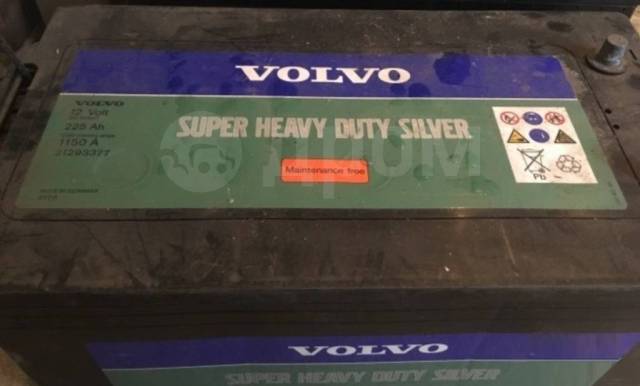 VOLVO
VOLVO
12 Volt
225 Ah
1150 A
21293377
SUPER HEAVY DUTY SILVER
Maintenance free
Pb
ДРОМ
VOLVO
SUPER HEAVY DUTY SILVER